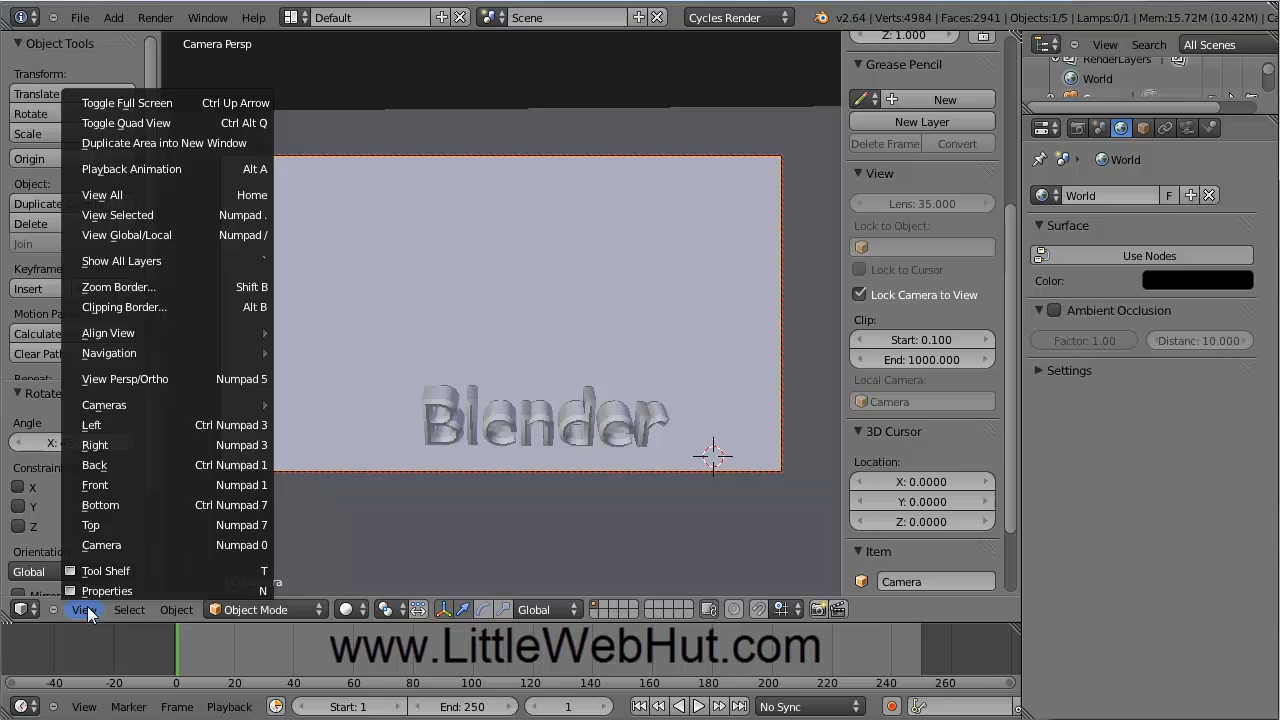 File Add Render Window Help Default Scene Cycles Render v2.64 | Verts:4984 | Faces:2941 | Objects:1/5 | Lamps:0/1 | Mem:15.72M (10.42M) |
Object Tools
Transform:
Translate
Rotate
Scale
Origin
Object:
Delete
Join
Insert
Calculate
Clear Path
Repeat:
Rotate
Angle
X: 4
Constraint
X
Y
Z
Orientatio
Global
Toggle Full Screen Ctrl Up Arrow
Toggle Quad View Ctrl Alt Q
Duplicate Area into New Window
Playback Animation Alt A
View All Home
View Selected Numpad .
View Global/Local Numpad /
Show All Layers `
Zoom Border... Shift B
Clipping Border... Alt B
Align View
Navigation
View Persp/Ortho Numpad 5
Cameras
Left Ctrl Numpad 3
Right Numpad 3
Back Ctrl Numpad 1
Front Numpad 1
Bottom Ctrl Numpad 7
Top Numpad 7
Camera Numpad 0
Tool Shelf T
Properties N
Camera Persp
Blender
Z: 1.000
Grease Pencil
New
New Layer
Delete Frame Convert
View
Lens: 35.000
Lock to Object:
Lock to Cursor
Lock Camera to View
Clip:
Start: 0.100
End: 1000.000
Local Camera:
Camera
3D Cursor
Location:
X: 0.0000
Y: 0.0000
Z: 0.0000
Item
Camera
View Search All Scenes
RenderLayers
World
World
World F
Surface
Use Nodes
Color:
Ambient Occlusion
Factor: 1.00 Distanc: 10.000
Settings
View Select Object Object Mode Global
www.LittleWebHut.com
-40 -20 0 20 40 60 80 100 120 140 160 180 200 220 240 260
View Marker Frame Playback Start: 1 End: 250 1 No Sync